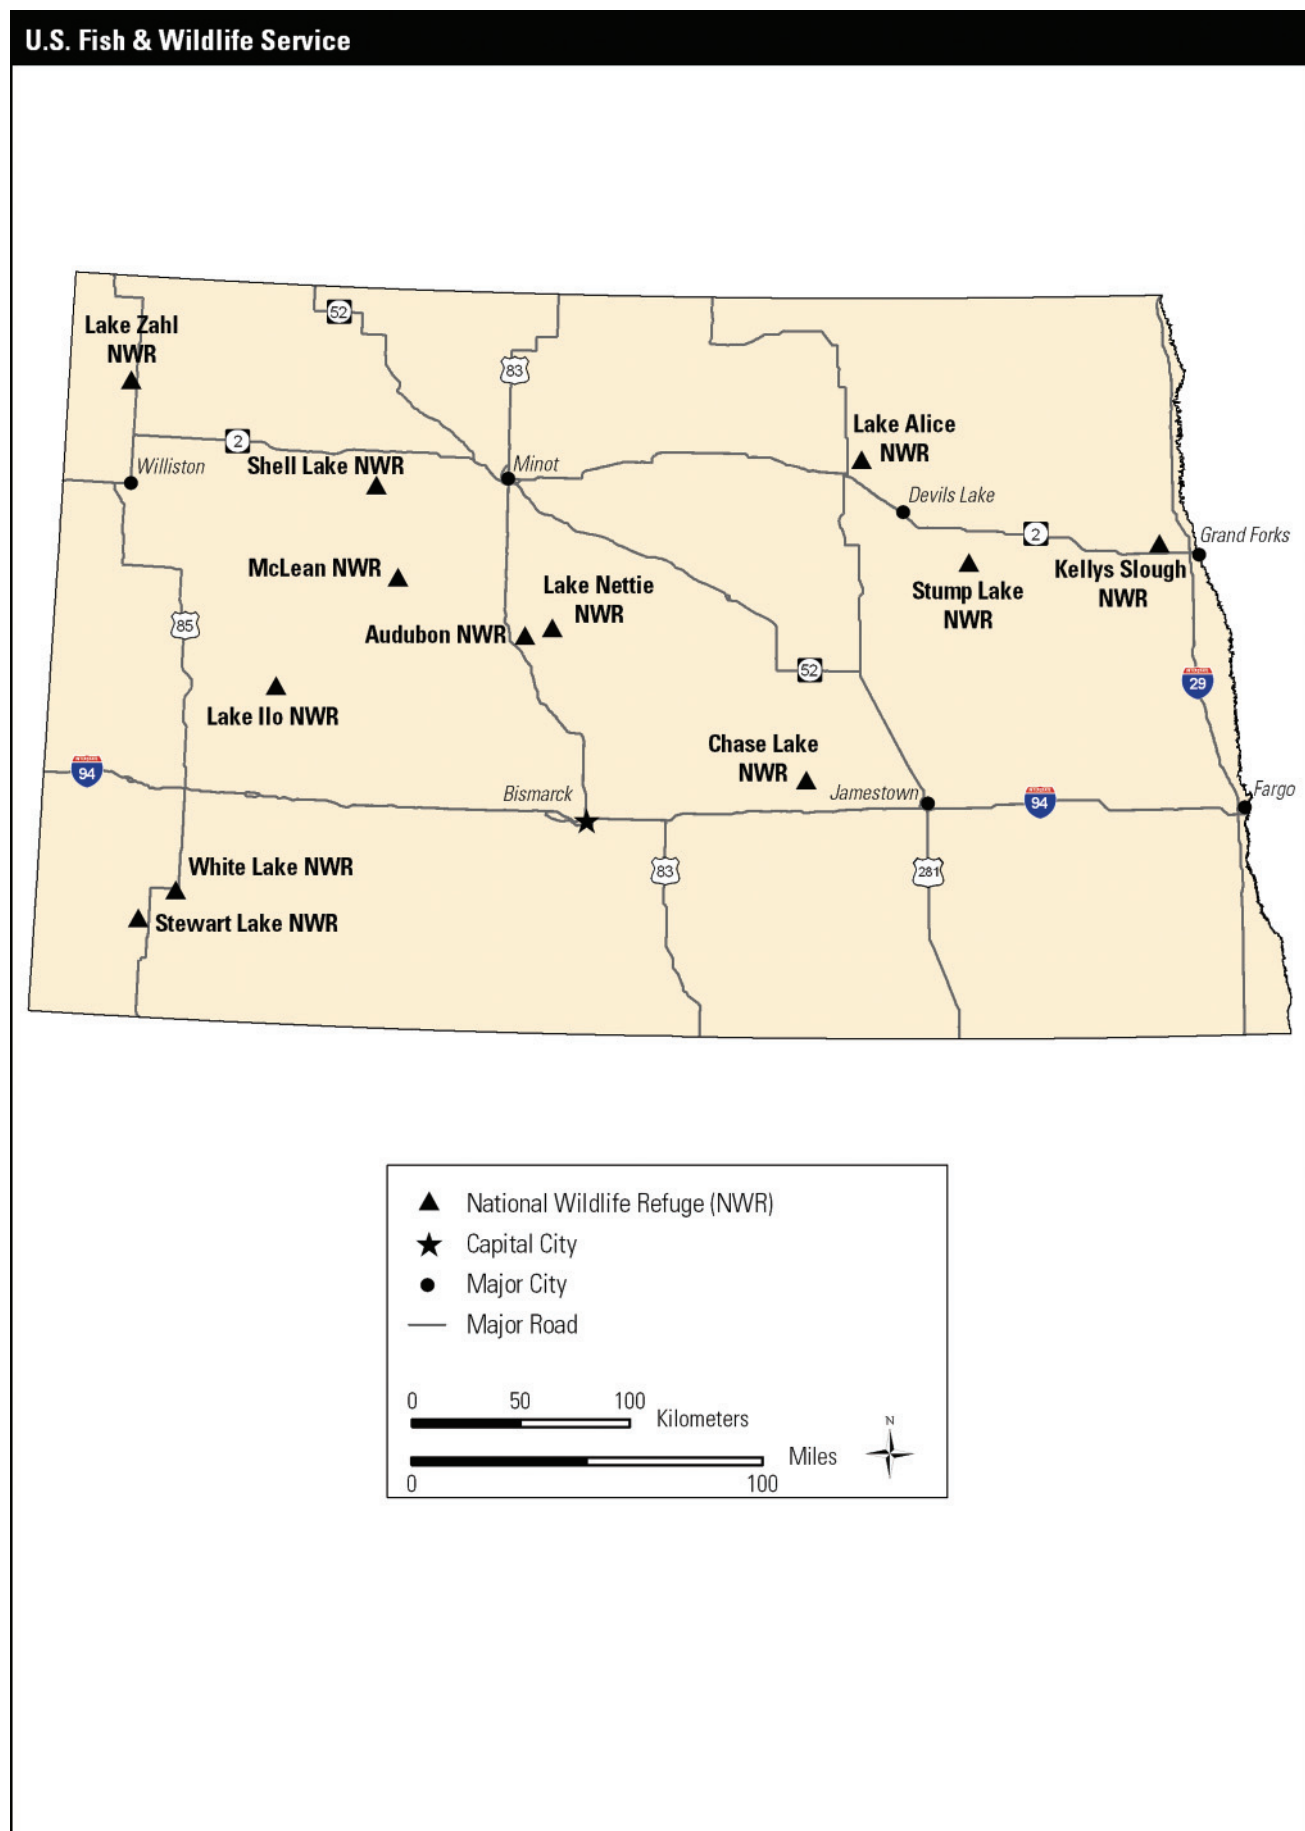 U.S. Fish & Wildlife Service
52
Lake Zahl
NWR
83
Lake Alice
NWR
2
Williston
Shell Lake NWR
Minot
Devils Lake
2
Grand Forks
McLean NWR
Lake Nettie
NWR
Stump Lake
NWR
Kellys Slough
NWR
85
Audubon NWR
52
29
Lake Ilo NWR
Chase Lake
NWR
94
Bismarck
Jamestown
94
Fargo
White Lake NWR
83
281
Stewart Lake NWR
National Wildlife Refuge (NWR)
Capital City
Major City
Major Road
0 50 100
Kilometers
N
Miles
0 100